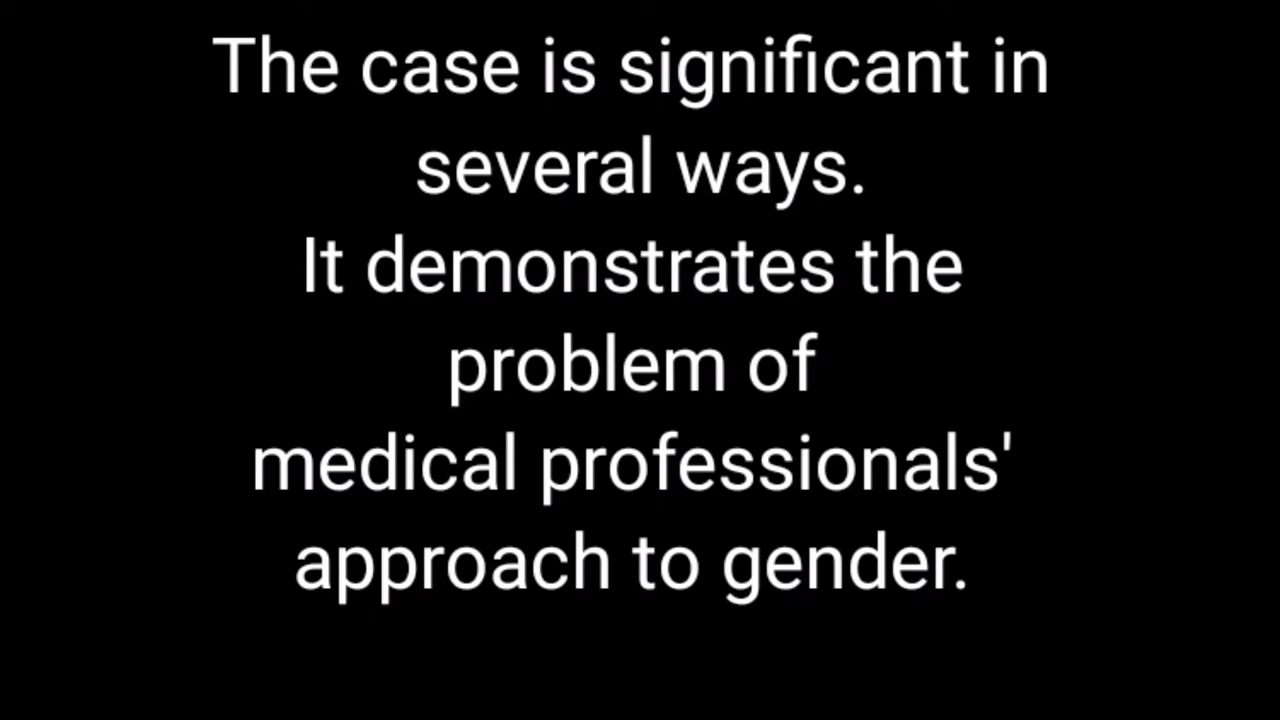 The case is significant in
several ways.
It demonstrates the
problem of
medical professionals'
approach to gender.